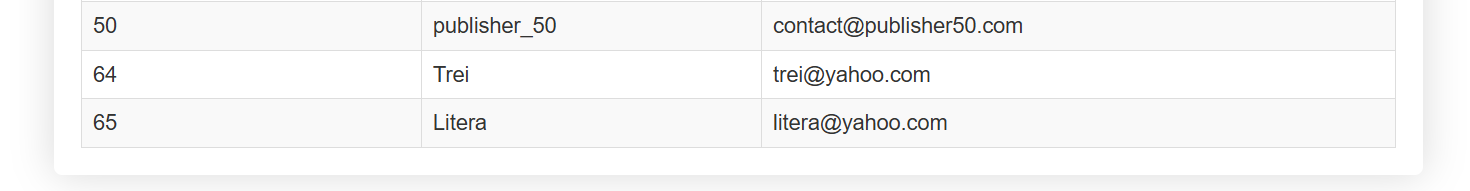 50 publisher_50 contact@publisher50.com
64 Trei trei@yahoo.com
65 Litera litera@yahoo.com